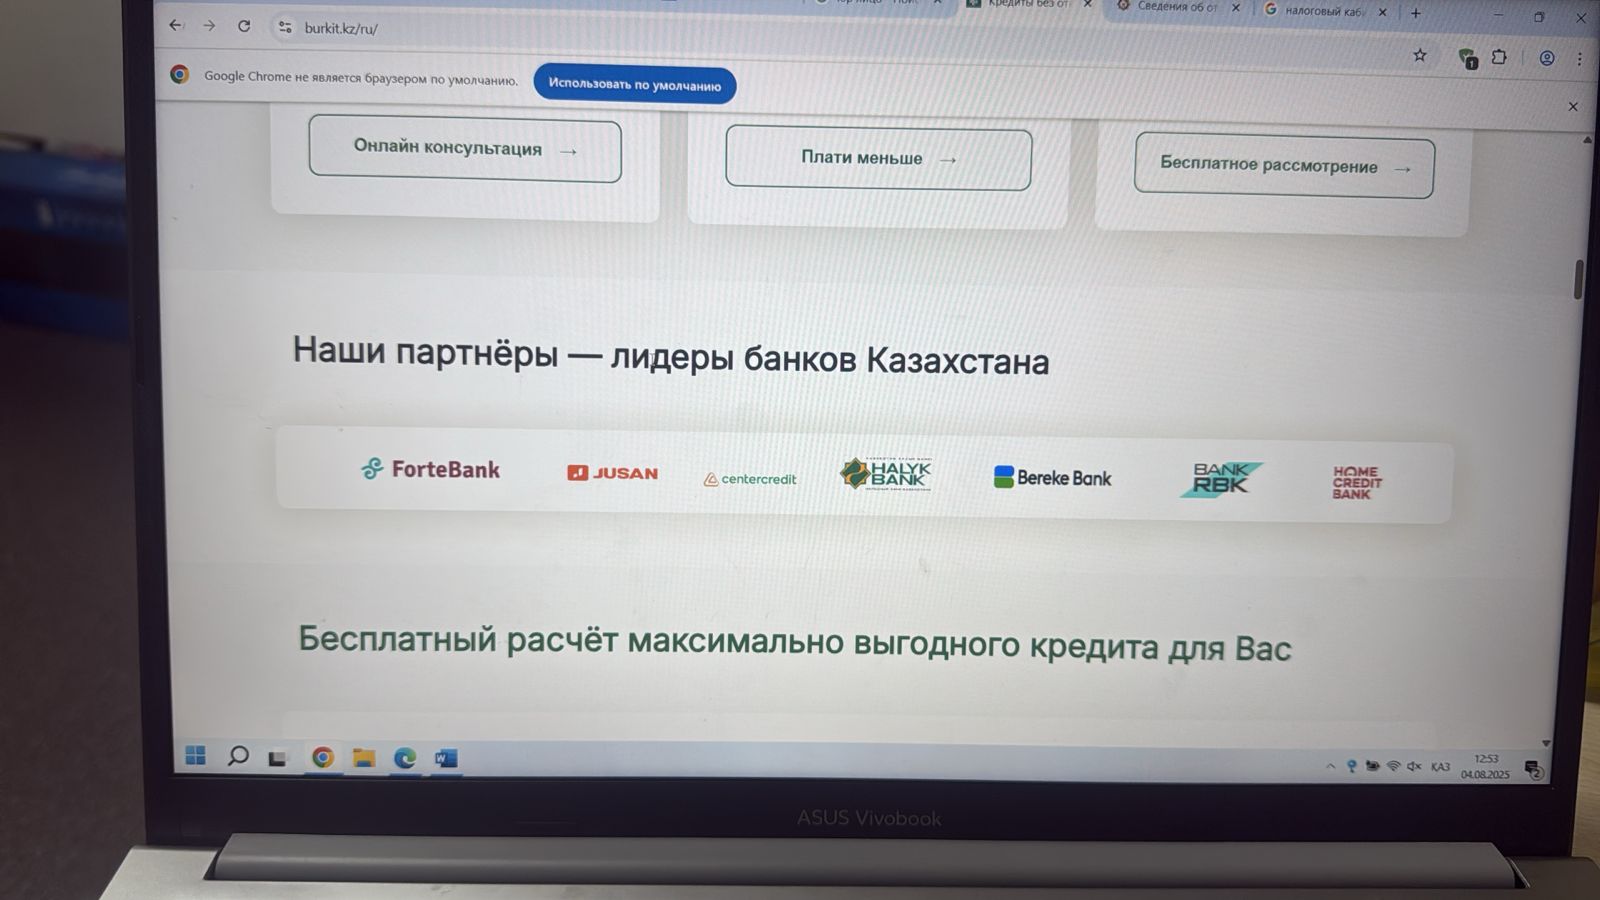 Кредиты без от
Сведения об от
налоговый каб
burkit.kz/ru/
Google Chrome не является браузером по умолчанию.
Использовать по умолчанию
Онлайн консультация →
Плати меньше →
Бесплатное рассмотрение →
Наши партнёры — лидеры банков Казахстана
ForteBank
JUSAN
centercredit
HALYK
BANK
Bereke Bank
BANK
RBK
HOME
CREDIT
BANK
Бесплатный расчёт максимально выгодного кредита для Вас
КАЗ
12:53
04.08.2025
ASUS Vivobook